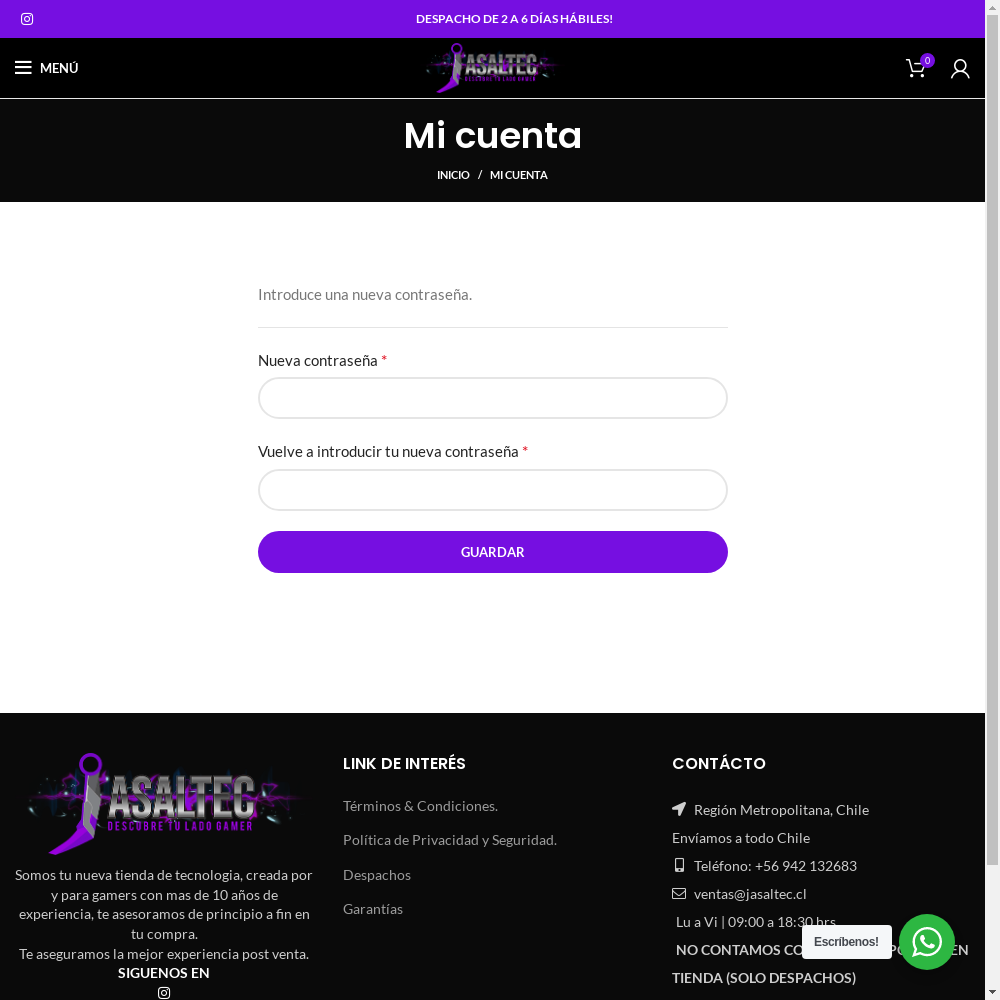 DESPACHO DE 2 A 6 DÍAS HÁBILES!
MENÚ
JASALTEC
DESCUBRE TU LADO GAMER
0
Mi cuenta
INICIO / MI CUENTA
Introduce una nueva contraseña.
Nueva contraseña *
Vuelve a introducir tu nueva contraseña *
GUARDAR
JASALTEC
DESCOBRE TU LADO GAMER
Somos tu nueva tienda de tecnologia, creada por
y para gamers con mas de 10 años de
experiencia, te asesoramos de principio a fin en
tu compra.
Te aseguramos la mejor experiencia post venta.
SIGUENOS EN
LINK DE INTERÉS
Términos & Condiciones.
Política de Privacidad y Seguridad.
Despachos
Garantías
CONTÁCTO
Región Metropolitana, Chile
Envíamos a todo Chile
Teléfono: +56 942 132683
ventas@jasaltec.cl
Lu a Vi | 09:00 a 18:30 hrs
NO CONTAMOS EN
TIENDA (SOLO DESPACHOS)
Escríbenos!